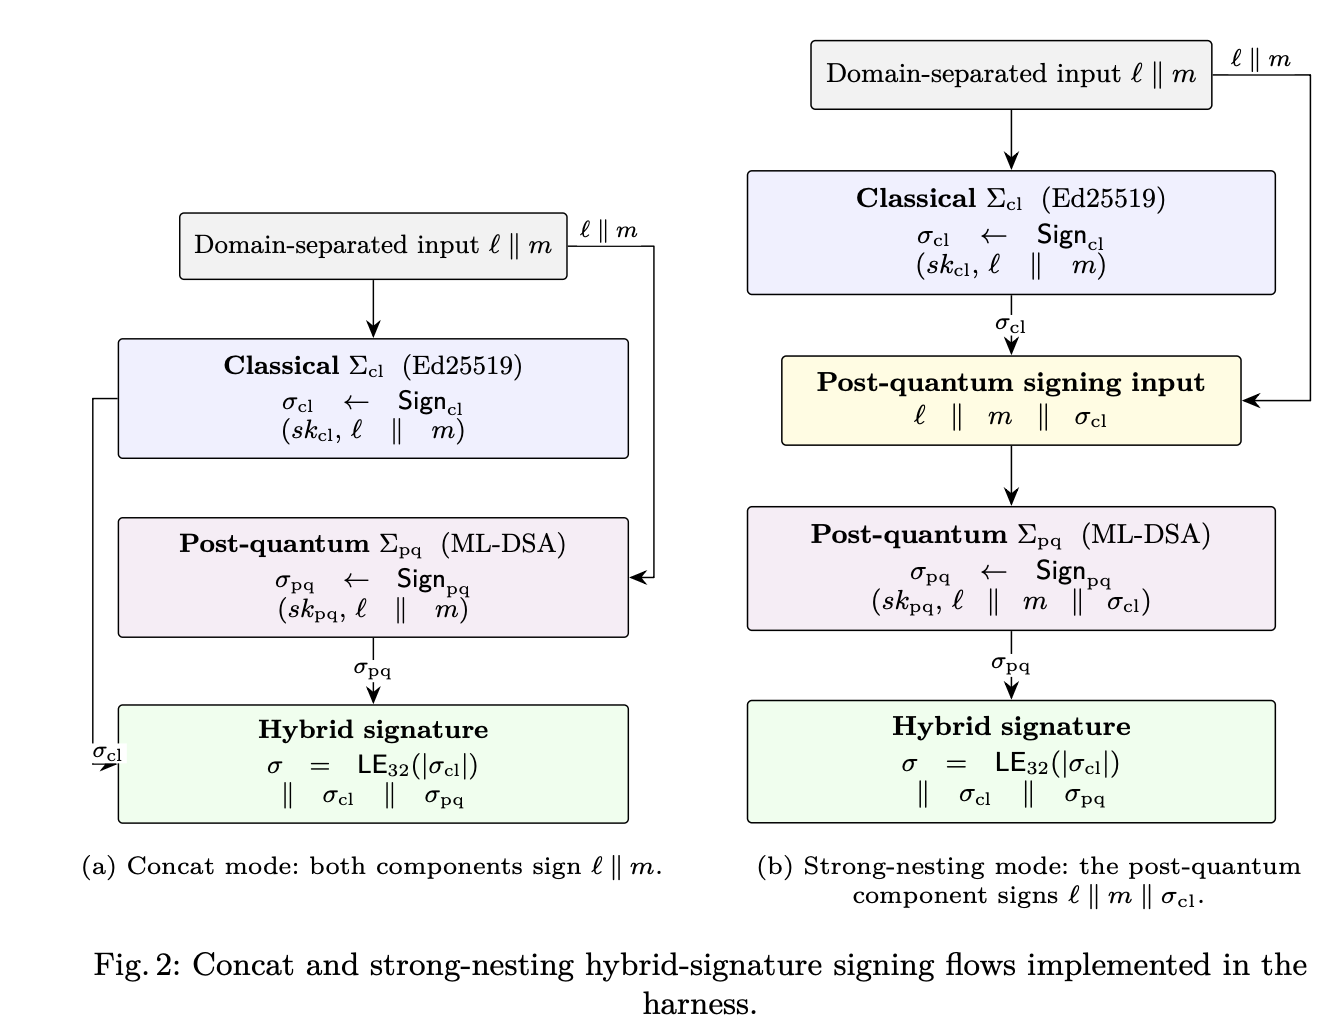 Domain-separated input ℓ ∥ m
ℓ ∥ m
Classical Σcl (Ed25519)
σcl ← Signcl
(skcl, ℓ ∥ m)
Post-quantum Σpq (ML-DSA)
σpq ← Signpq
(skpq, ℓ ∥ m)
σpq
σcl
Hybrid signature
σ = LE32(|σcl|)
∥ σcl ∥ σpq
(a) Concat mode: both components sign ℓ ∥ m.
Domain-separated input ℓ ∥ m
ℓ ∥ m
Classical Σcl (Ed25519)
σcl ← Signcl
(skcl, ℓ ∥ m)
σcl
Post-quantum signing input
ℓ ∥ m ∥ σcl
Post-quantum Σpq (ML-DSA)
σpq ← Signpq
(skpq, ℓ ∥ m ∥ σcl)
σpq
Hybrid signature
σ = LE32(|σcl|)
∥ σcl ∥ σpq
(b) Strong-nesting mode: the post-quantum
component signs ℓ ∥ m ∥ σcl.
Fig. 2: Concat and strong-nesting hybrid-signature signing flows implemented in the
harness.